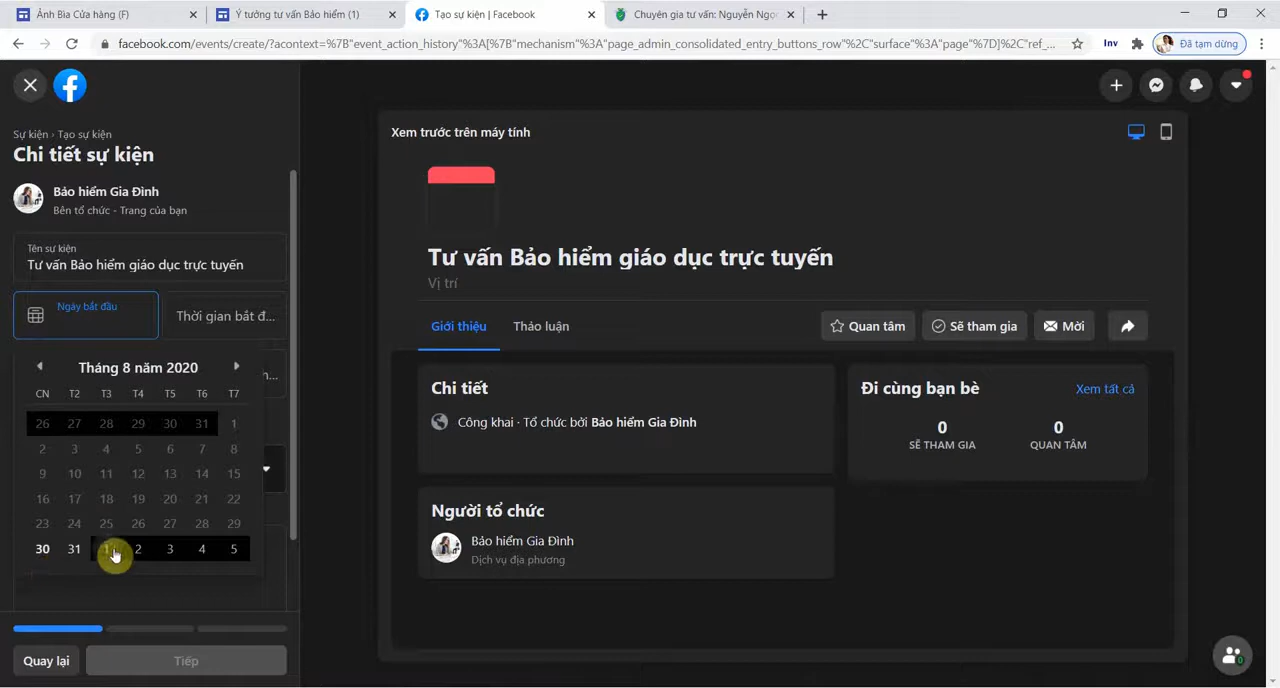 Ảnh Bìa Cửa hàng (F)
Ý tưởng tư vấn Bảo hiểm (1)
Tạo sự kiện | Facebook
Chuyên gia tư vấn: Nguyễn Ngọc
facebook.com/events/create/?acontext=%7B"event_action_history"%3A[%7B"mechanism"%3A"page_admin_consolidated_entry_buttons_row"%2C"surface"%3A"page"%7D]%2C"ref_...
Inv
Đã tạm dừng
Sự kiện › Tạo sự kiện
Chi tiết sự kiện
Bảo hiểm Gia Đình
Bên tổ chức - Trang của bạn
Tên sự kiện
Tư vấn Bảo hiểm giáo dục trực tuyến
Ngày bắt đầu
Thời gian bắt đ...
Tháng 8 năm 2020
CN T2 T3 T4 T5 T6 T7
26 27 28 29 30 31 1
2 3 4 5 6 7 8
9 10 11 12 13 14 15
16 17 18 19 20 21 22
23 24 25 26 27 28 29
30 31 1 2 3 4 5
Quay lại
Tiếp
Xem trước trên máy tính
Tư vấn Bảo hiểm giáo dục trực tuyến
Vị trí
Giới thiệu
Thảo luận
Quan tâm
Sẽ tham gia
Mời
Chi tiết
Công khai · Tổ chức bởi Bảo hiểm Gia Đình
Đi cùng bạn bè
Xem tất cả
0
SẼ THAM GIA
0
QUAN TÂM
Người tổ chức
Bảo hiểm Gia Đình
Dịch vụ địa phương
0